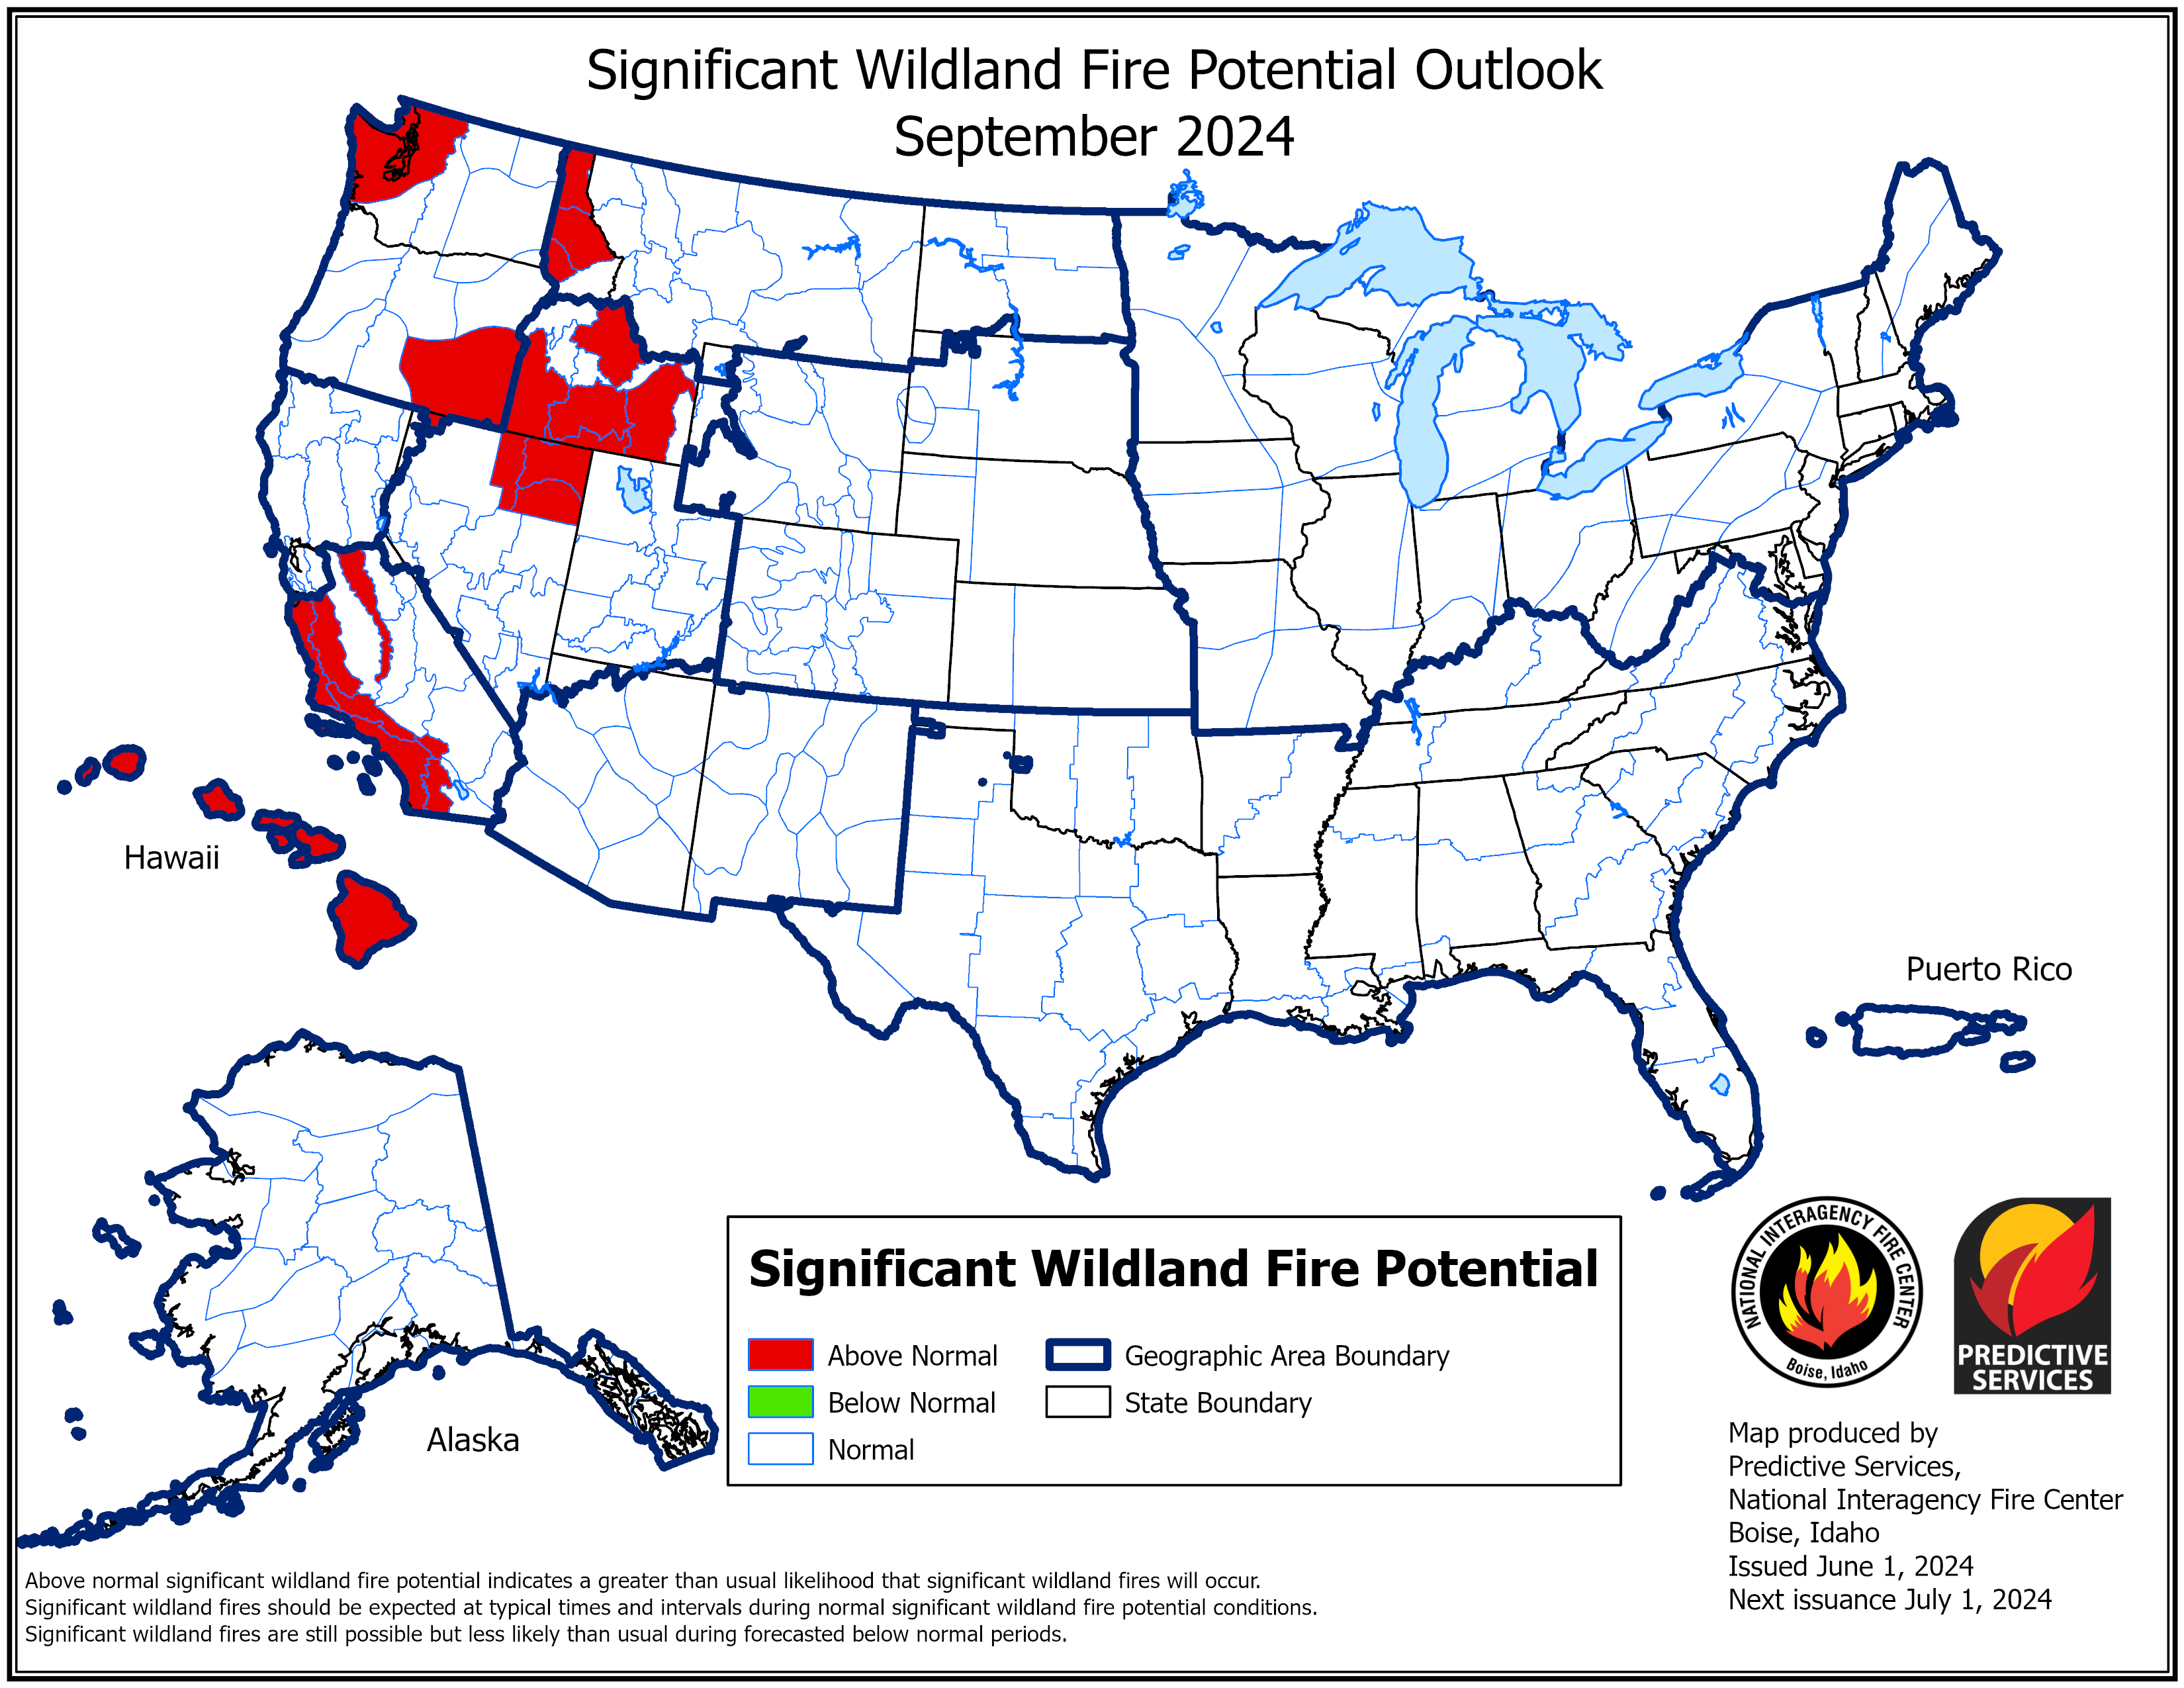 Significant Wildland Fire Potential Outlook
September 2024
Hawaii
Puerto Rico
Alaska
Significant Wildland Fire Potential
Above Normal
Below Normal
Normal
Geographic Area Boundary
State Boundary
NATIONAL INTERAGENCY FIRE CENTER
Boise, Idaho
PREDICTIVE
SERVICES
Map produced by
Predictive Services,
National Interagency Fire Center
Boise, Idaho
Issued June 1, 2024
Next issuance July 1, 2024
Above normal significant wildland fire potential indicates a greater than usual likelihood that significant wildland fires will occur.
Significant wildland fires should be expected at typical times and intervals during normal significant wildland fire potential conditions.
Significant wildland fires are still possible but less likely than usual during forecasted below normal periods.